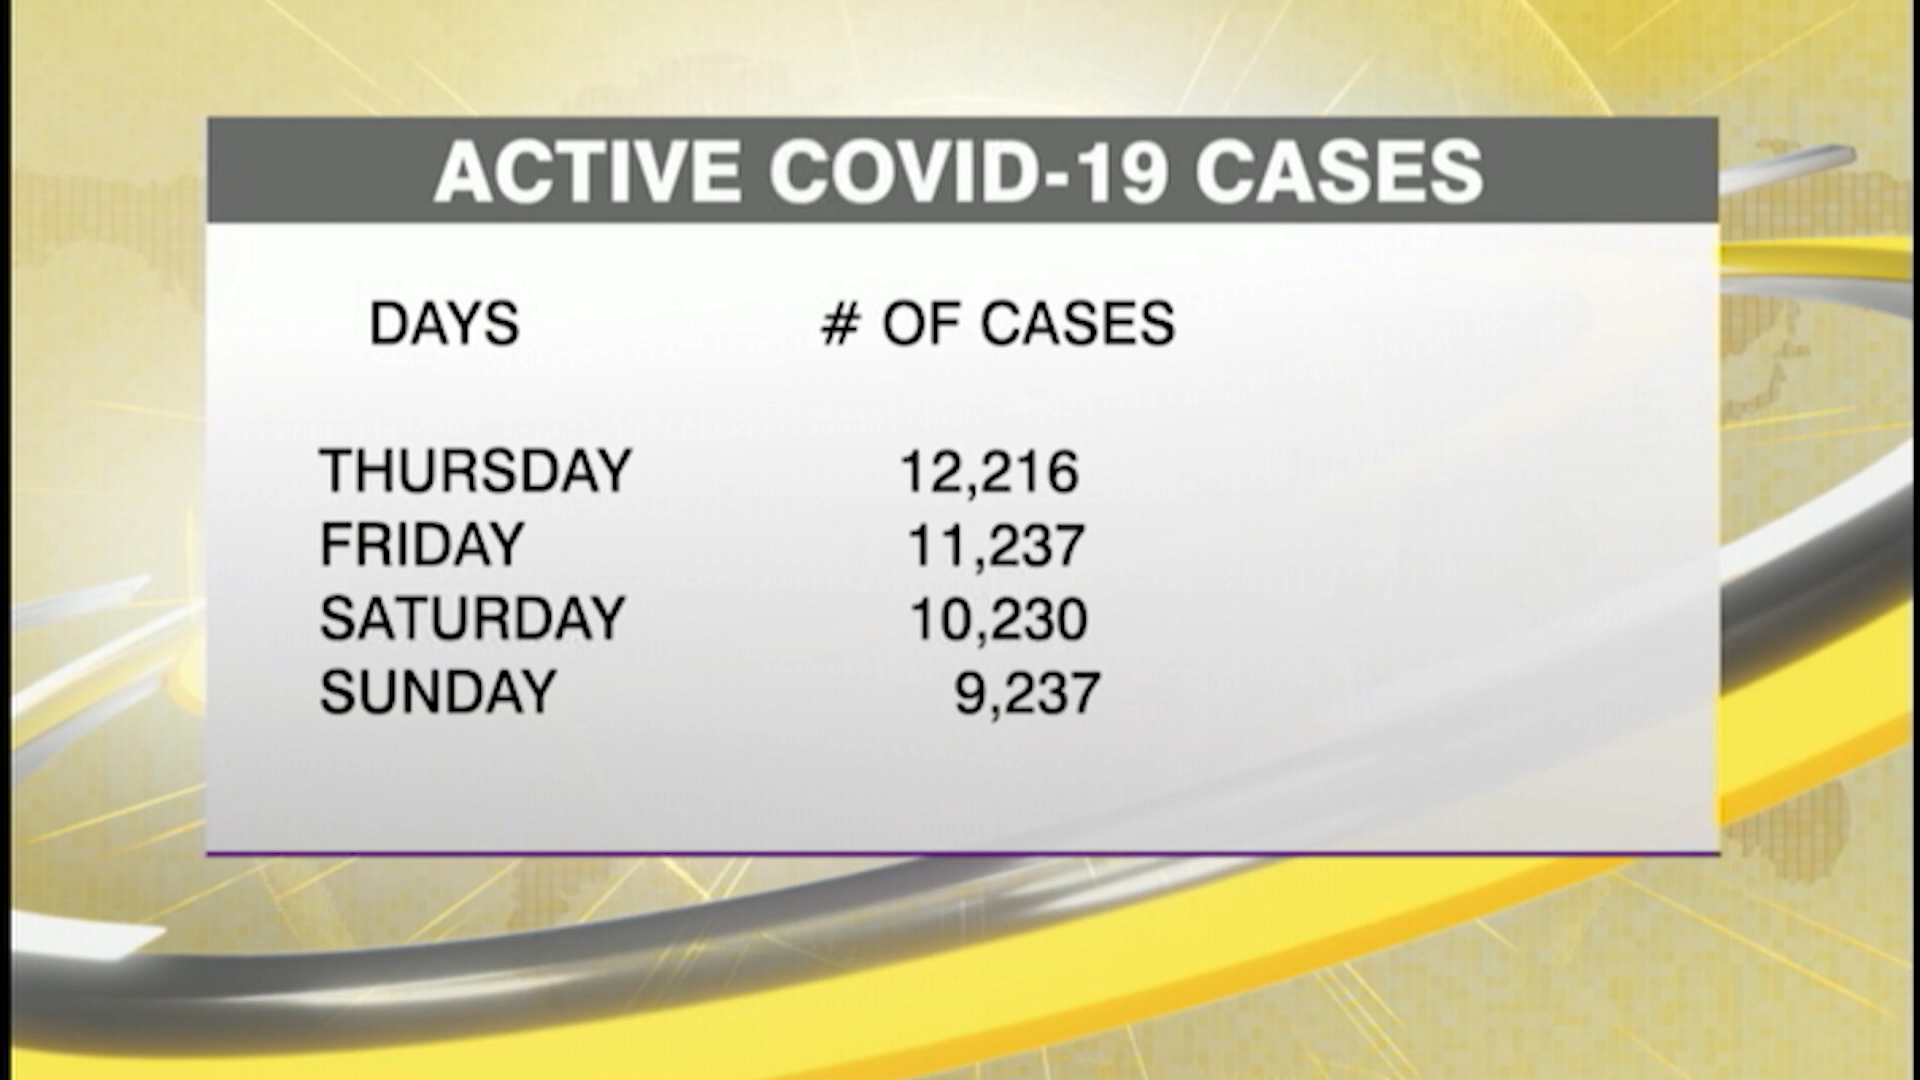 ACTIVE COVID-19 CASES
DAYS # OF CASES
THURSDAY 12,216
FRIDAY 11,237
SATURDAY 10,230
SUNDAY 9,237